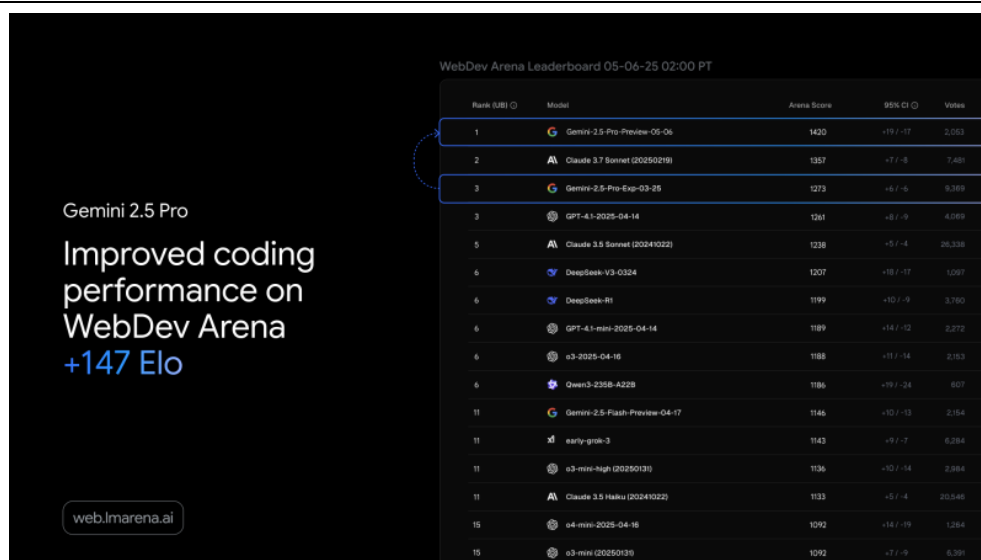 WebDev Arena Leaderboard 05-06-25 02:00 PT
Rank (UB) Model Arena Score 95% CI Votes
1 Gemini-2.5-Pro-Preview-05-06 1420 +19 / -17 2,053
2 Claude 3.7 Sonnet (20250219) 1357 +7 / -8 7,481
3 Gemini-2.5-Pro-Exp-03-25 1273 +6 / -6 9,369
3 GPT-4.1-2025-04-14 1261 +8 / -9 4,069
5 Claude 3.5 Sonnet (20241022) 1238 +5 / -4 26,338
6 DeepSeek-V3-0324 1207 +18 / -17 1,097
6 DeepSeek-R1 1199 +10 / -9 3,760
6 GPT-4.1-mini-2025-04-14 1189 +14 / -12 2,272
6 o3-2025-04-16 1188 +11 / -14 2,153
6 Qwen3-235B-A22B 1186 +19 / -24 607
11 Gemini-2.5-Flash-Preview-04-17 1146 +10 / -13 2,154
11 early-grok-3 1143 +9 / -7 6,284
11 o3-mini-high (20250131) 1136 +10 / -14 2,984
11 Claude 3.5 Haiku (20241022) 1133 +5 / -4 20,546
15 o4-mini-2025-04-16 1092 +14 / -19 1,264
15 o3-mini (20250131) 1092 +7 / -9 6,391
Gemini 2.5 Pro
Improved coding
performance on
WebDev Arena
+147 Elo
web.lmarena.ai